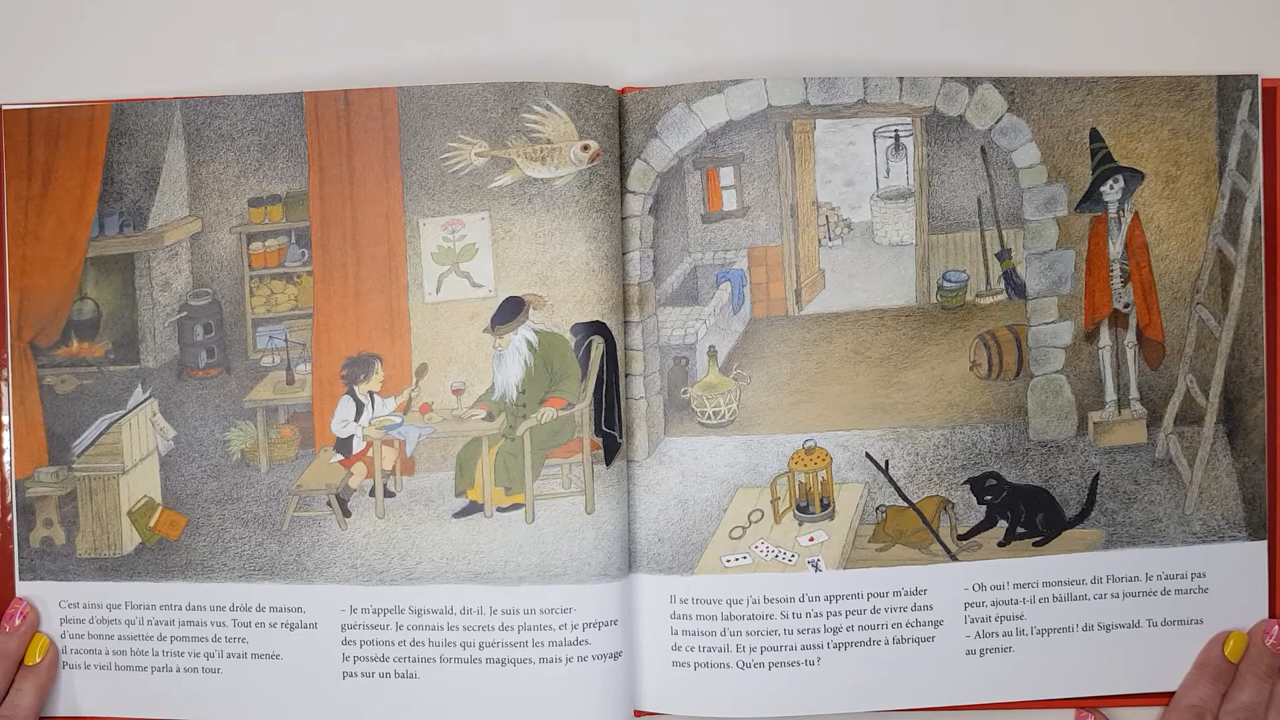 C'est ainsi que Florian entra dans une drôle de maison,
pleine d'objets qu'il n'avait jamais vus. Tout en se régalant
d'une bonne assiettée de pommes de terre,
il raconta à son hôte la triste vie qu'il avait menée.
Puis le vieil homme parla à son tour.
– Je m'appelle Sigiswald, dit-il. Je suis un sorcier-
guérisseur. Je connais les secrets des plantes, et je prépare
des potions et des huiles qui guérissent les malades.
Je possède certaines formules magiques, mais je ne voyage
pas sur un balai.
Il se trouve que j'ai besoin d'un apprenti pour m'aider
dans mon laboratoire. Si tu n'as pas peur de vivre dans
la maison d'un sorcier, tu seras logé et nourri en échange
de ce travail. Et je pourrai aussi t'apprendre à fabriquer
mes potions. Qu'en penses-tu ?
– Oh oui ! merci monsieur, dit Florian. Je n'aurai pas
peur, ajouta-t-il en bâillant, car sa journée de marche
l'avait épuisé.
– Alors au lit, l'apprenti ! dit Sigiswald. Tu dormiras
au grenier.